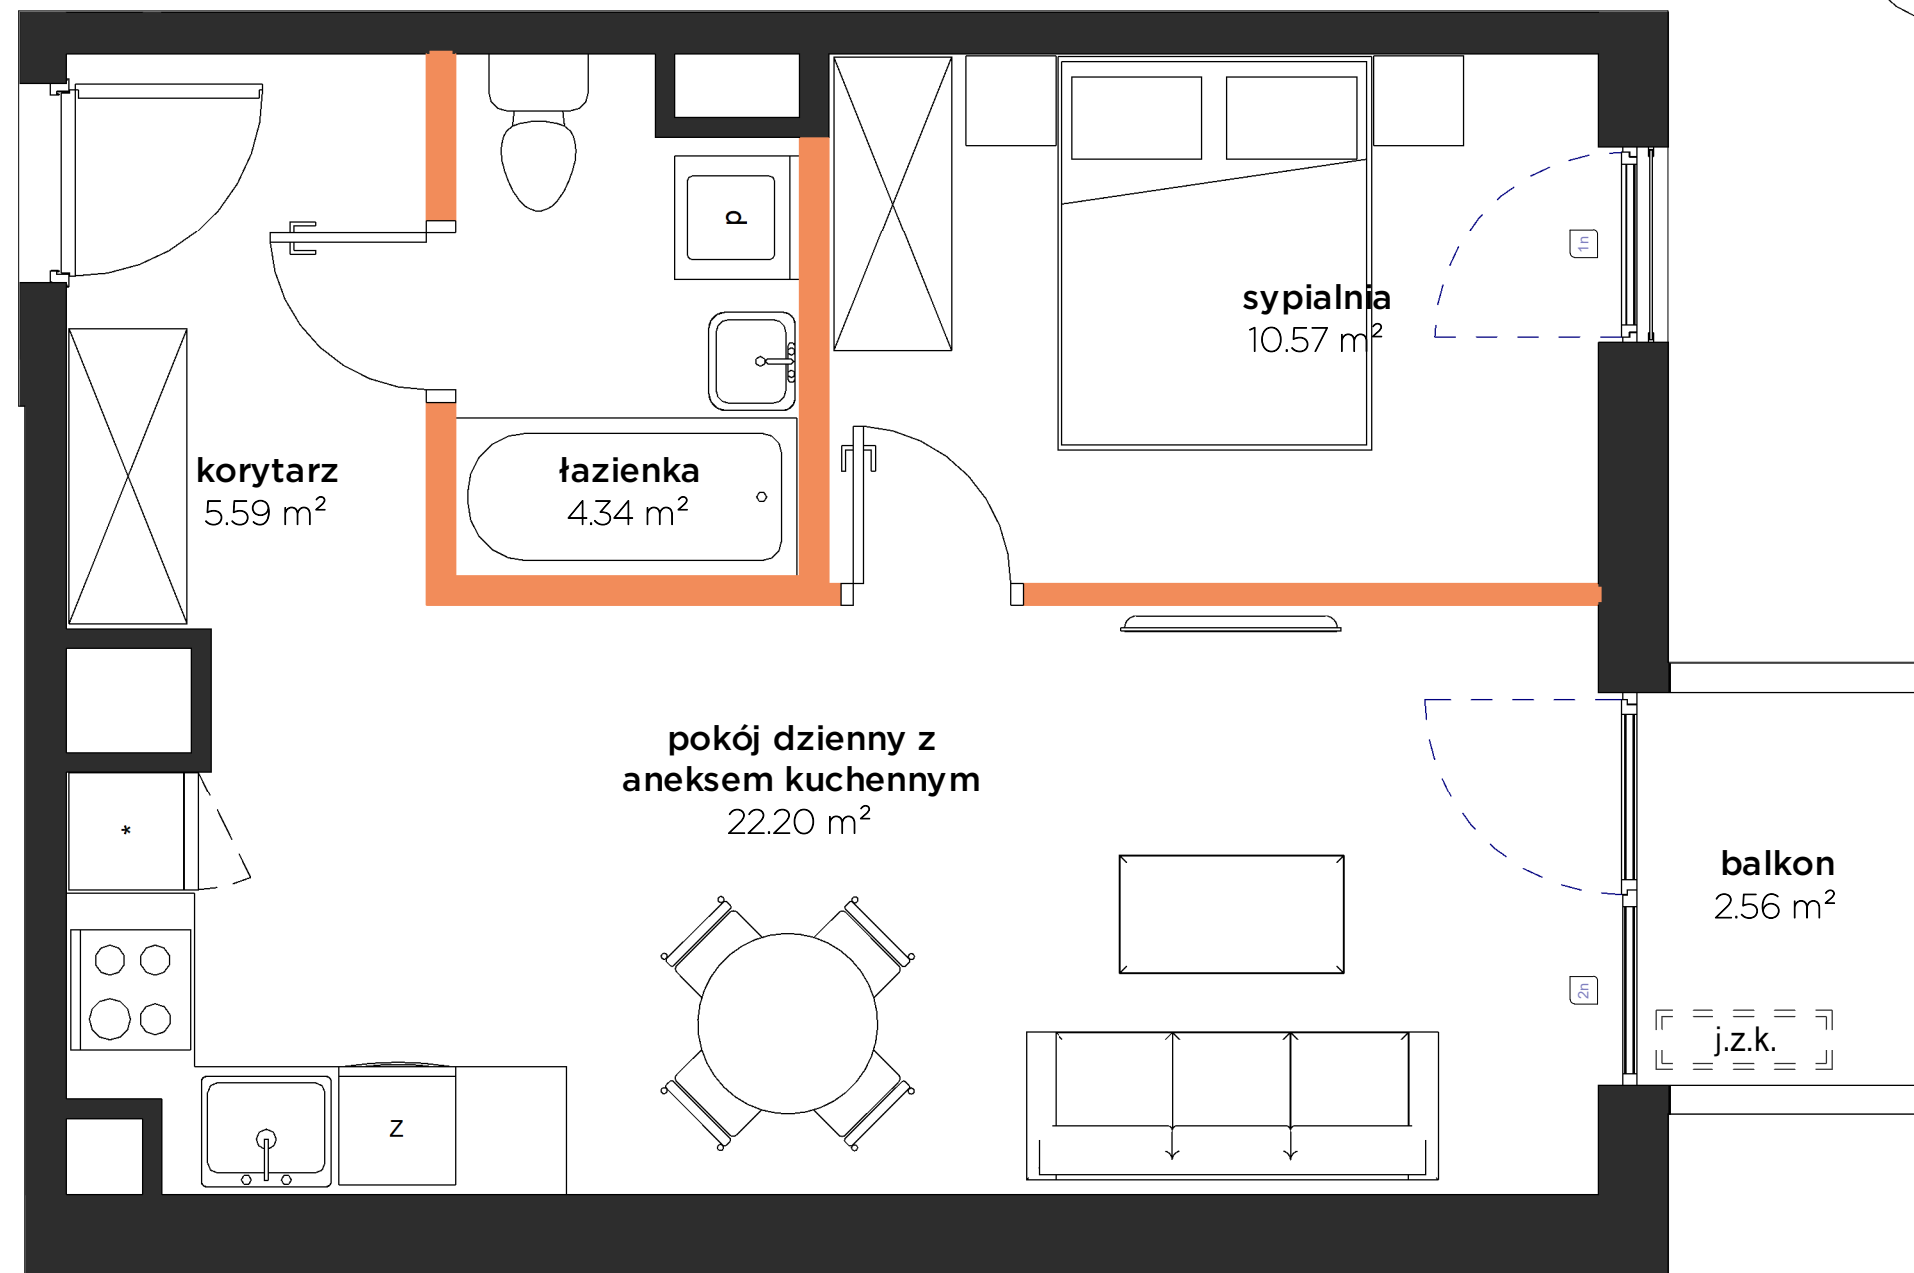 p
1n
sypialnia
10.57 m²
korytarz
5.59 m²
łazienka
4.34 m²
pokój dzienny z
aneksem kuchennym
22.20 m²
*
balkon
2.56 m²
2n
j.z.k.
z